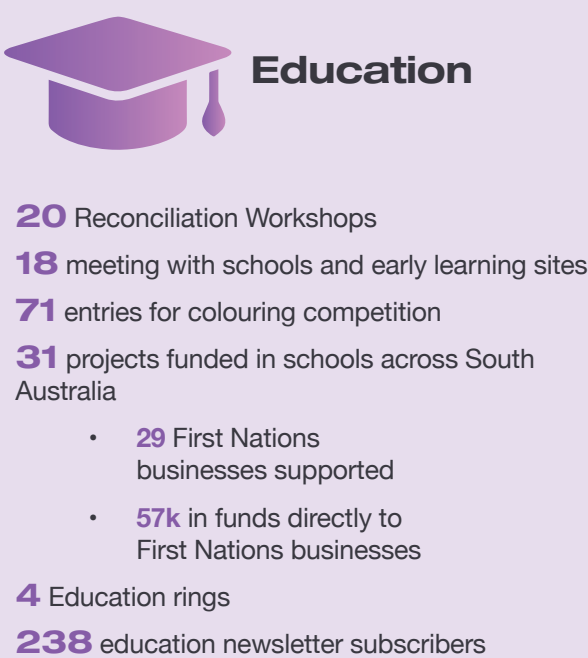 Education
20 Reconciliation Workshops
18 meeting with schools and early learning sites
71 entries for colouring competition
31 projects funded in schools across South
Australia
• 29 First Nations
businesses supported
• 57k in funds directly to
First Nations businesses
4 Education rings
238 education newsletter subscribers